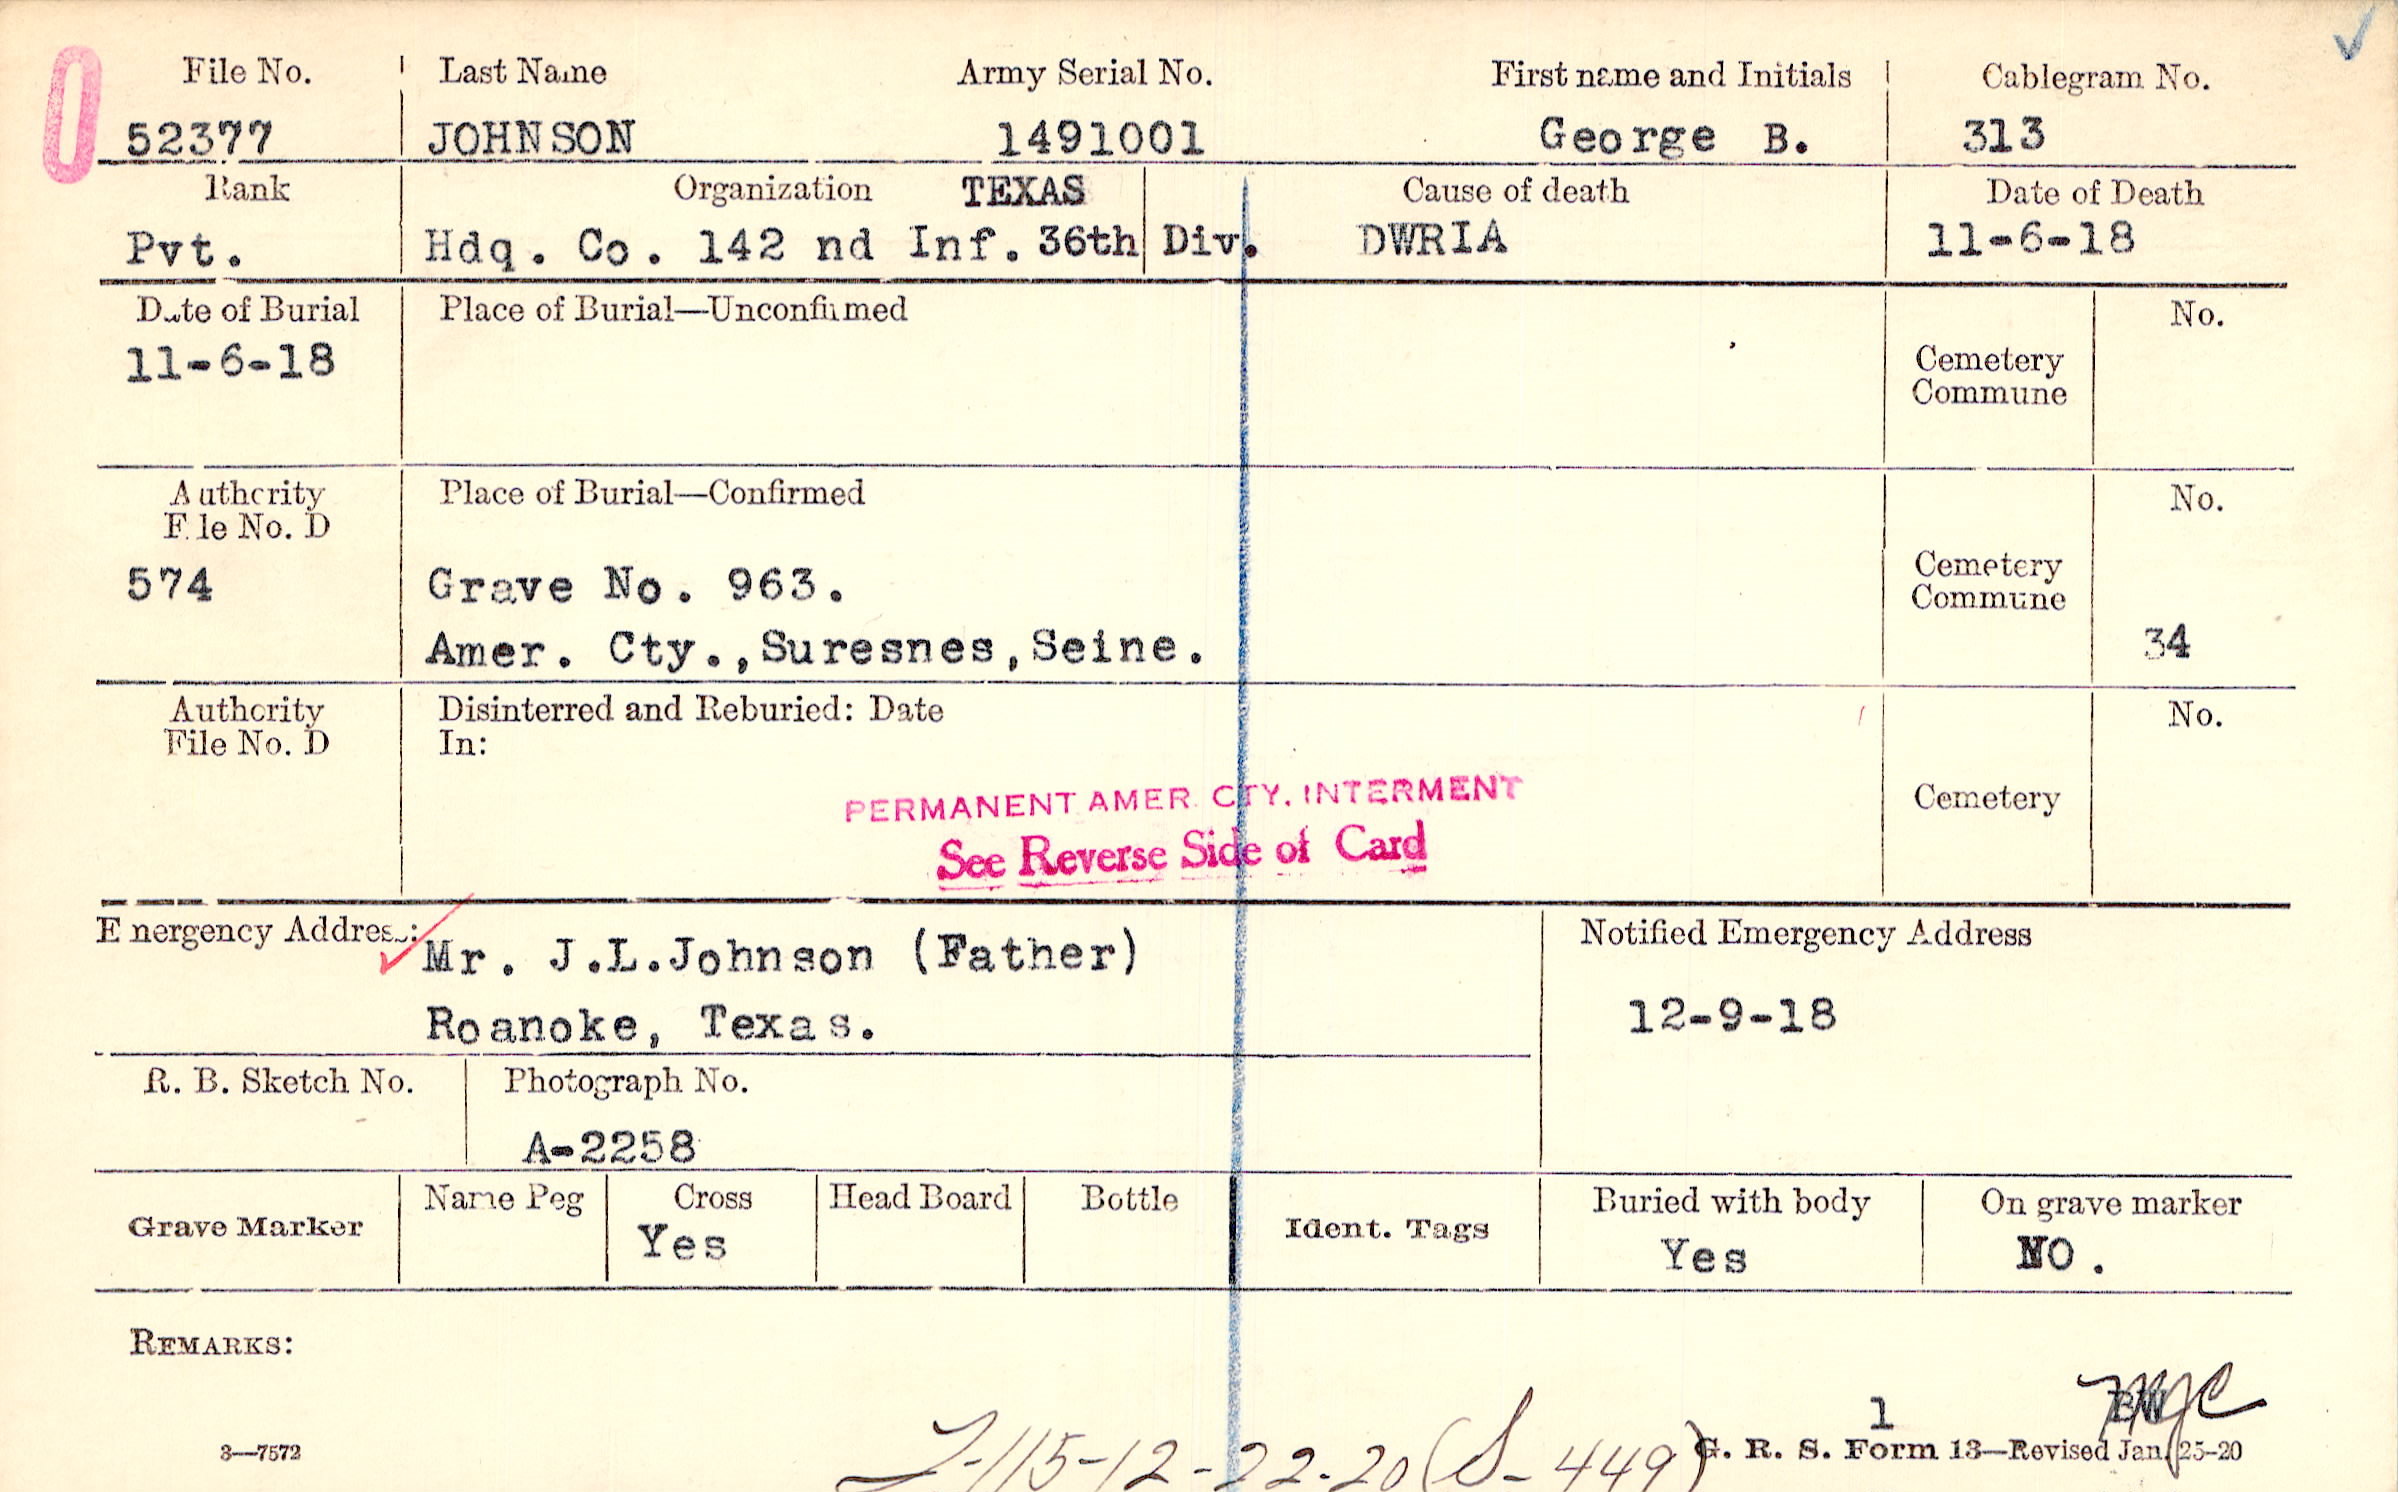 File No. Last Name Army Serial No. First name and Initials Cablegram No.
52377 JOHNSON 1491001 George B. 313
Rank Organization TEXAS Cause of death Date of Death
Pvt. Hdq. Co. 142 nd Inf. 36th Div. DWRIA 11-6-18
Date of Burial Place of Burial—Unconfirmed No.
11-6-18
Cemetery
Commune
Authority Place of Burial—Confirmed No.
File No. D
574 Grave No. 963.
Cemetery
Commune
Amer. Cty.,Suresnes,Seine. 34
Authority Disinterred and Reburied: Date No.
File No. D In:
PERMANENT AMER. CTY. INTERMENT
Cemetery
See Reverse Side of Card
Emergency Address: Mr. J.L.Johnson (Father) Notified Emergency Address
Roanoke, Texas. 12-9-18
R. B. Sketch No. Photograph No.
A-2258
Grave Marker Name Peg Cross Head Board Bottle Ident. Tags Buried with body On grave marker
Yes Yes NO.
REMARKS:
1
3—7572 -115-12-22-20 (S-449) G. R. S. Form 13—Revised Jan. 25-20